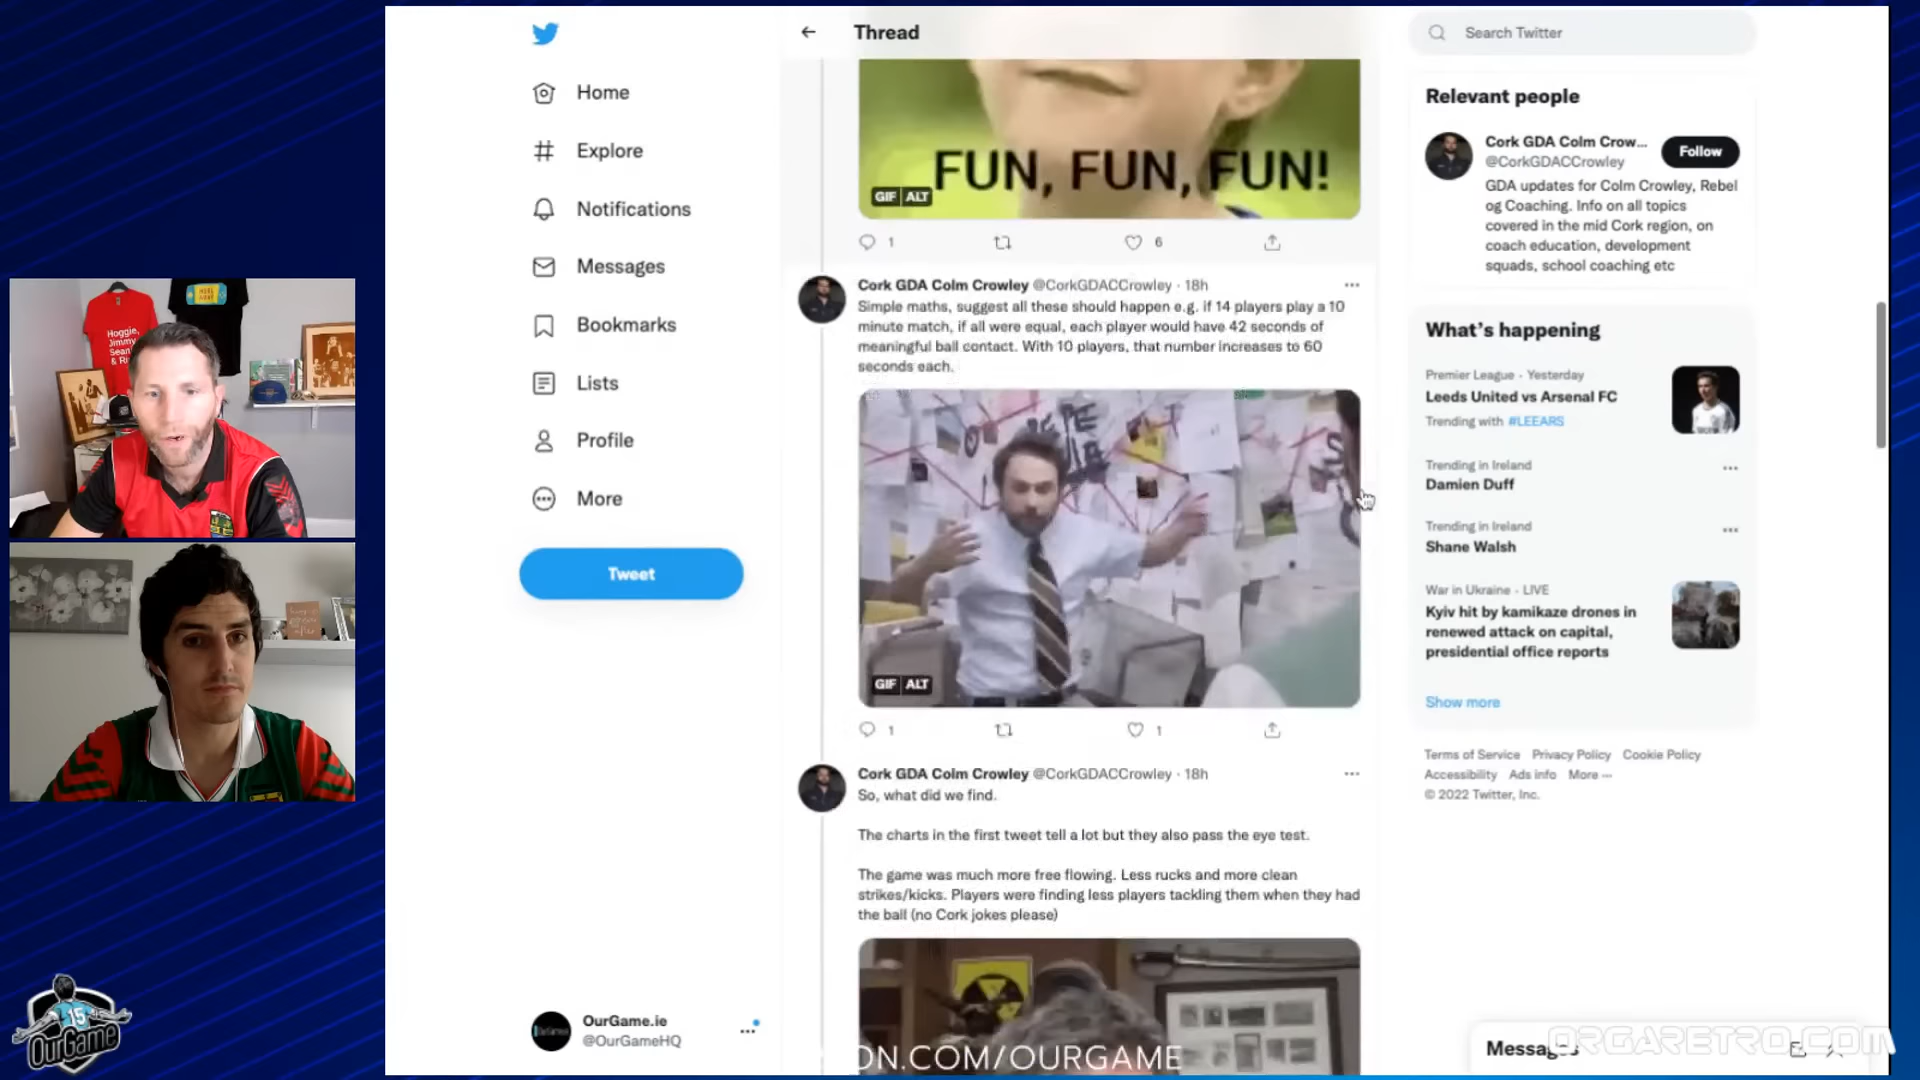 Home
Explore
Notifications
Messages
Bookmarks
Lists
Profile
More
Tweet
OurGame.ie
@OurGameHQ
Thread
FUN, FUN, FUN!
GIF ALT
1
6
Cork GDA Colm Crowley @CorkGDACCrowley · 18h
Simple maths, suggest all these should happen e.g. if 14 players play a 10
minute match, if all were equal, each player would have 42 seconds of
meaningful ball contact. With 10 players, that number increases to 60
seconds each.
GIF ALT
1
1
Cork GDA Colm Crowley @CorkGDACCrowley · 18h
So, what did we find.
The charts in the first tweet tell a lot but they also pass the eye test.
The game was much more free flowing. Less rucks and more clean
strikes/kicks. Players were finding less players tackling them when they had
the ball (no Cork jokes please)
Search Twitter
Relevant people
Cork GDA Colm Crow...
@CorkGDACCrowley
Follow
GDA updates for Colm Crowley, Rebel
og Coaching. Info on all topics
covered in the mid Cork region, on
coach education, development
squads, school coaching etc
What's happening
Premier League · Yesterday
Leeds United vs Arsenal FC
Trending with #LEEARS
Trending in Ireland
Damien Duff
Trending in Ireland
Shane Walsh
War in Ukraine · LIVE
Kyiv hit by kamikaze drones in
renewed attack on capital,
presidential office reports
Show more
Terms of Service Privacy Policy Cookie Policy
Accessibility Ads info More ...
© 2022 Twitter, Inc.
Messages
ORGARETRO.COM
ON.COM/OURGAME
Hoggie,
Jimmy,
Sean
15
OurGame